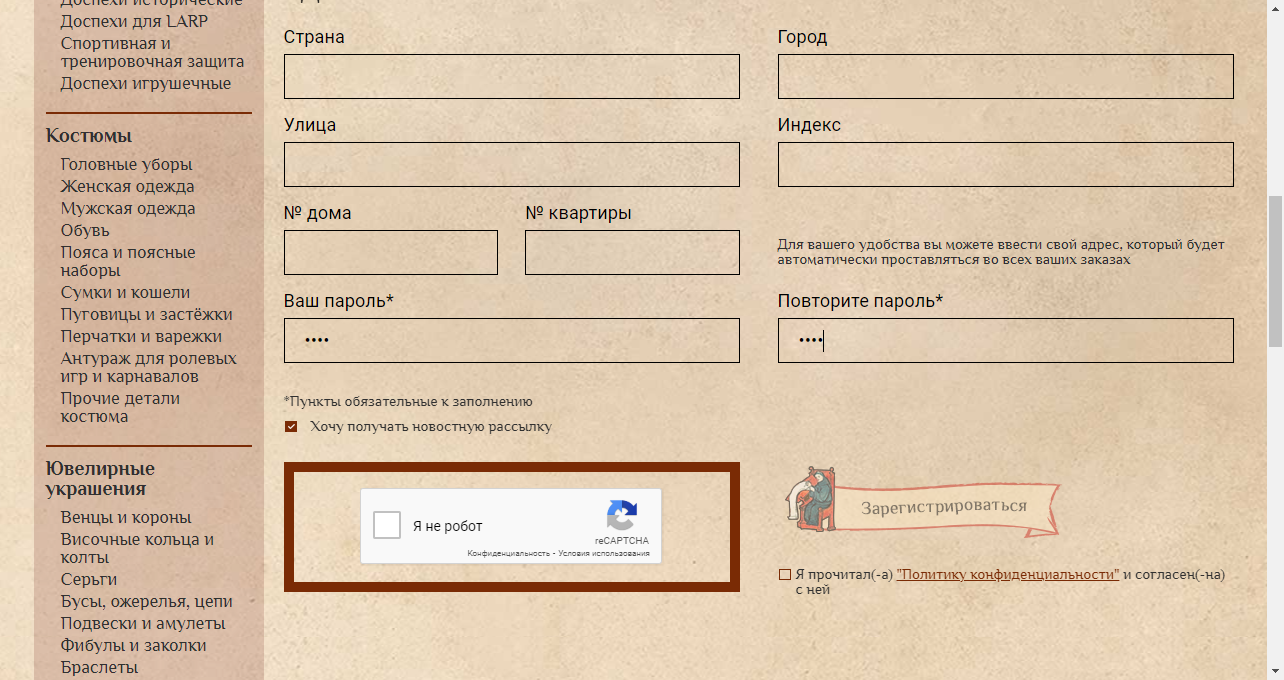 Доспехи исторические
Доспехи для LARP
Спортивная и
тренировочная защита
Доспехи игрушечные
Костюмы
Головные уборы
Женская одежда
Мужская одежда
Обувь
Пояса и поясные
наборы
Сумки и кошели
Пуговицы и застёжки
Перчатки и варежки
Антураж для ролевых
игр и карнавалов
Прочие детали
костюма
Ювелирные
украшения
Венцы и короны
Височные кольца и
колты
Серьги
Бусы, ожерелья, цепи
Подвески и амулеты
Фибулы и заколки
Браслеты
Страна
Город
Улица
Индекс
№ дома
№ квартиры
Для вашего удобства вы можете ввести свой адрес, который будет
автоматически проставляться во всех ваших заказах
Ваш пароль*
Повторите пароль*
••••
••••
*Пункты обязательные к заполнению
Хочу получать новостную рассылку
Я не робот
reCAPTCHA
Конфиденциальность - Условия использования
Зарегистрироваться
Я прочитал(-а) "Политику конфиденциальности" и согласен(-на)
с ней